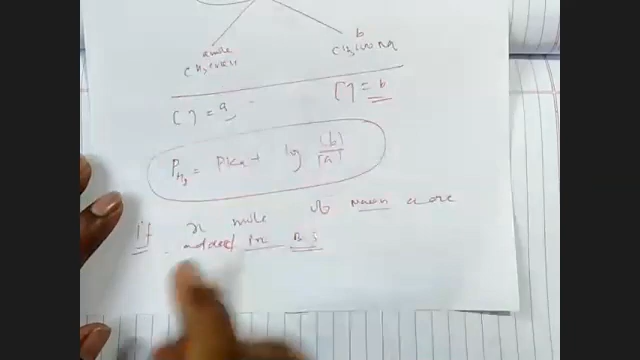 a mole
b
CH3COOH
CH3COONa
[ ] = a
[ ] = b
PH = PKa + log [b]/[a]
If x mole of NaOH are
added in B.S